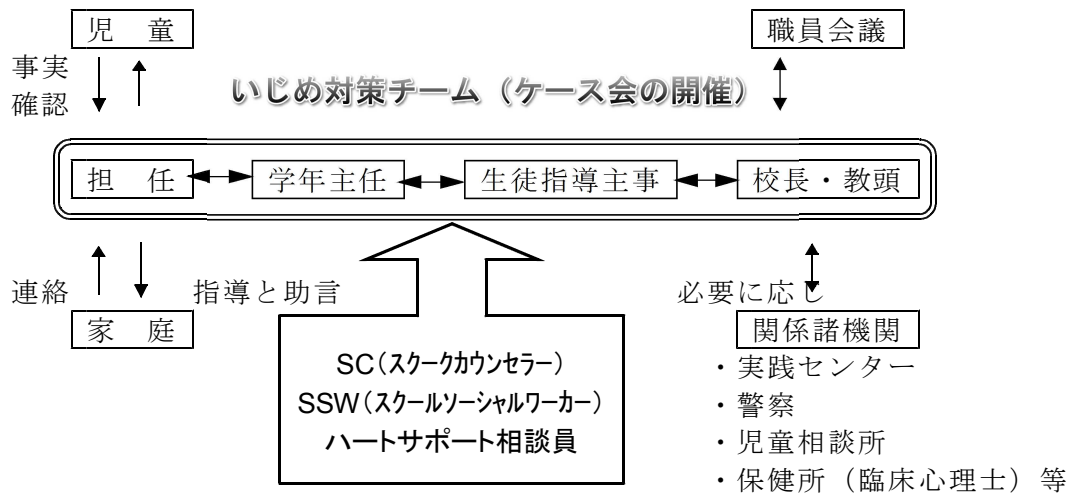 児　童
職員会議
事実
確認
いじめ対策チーム（ケース会の開催）
担　任
学年主任
生徒指導主事
校長・教頭
連絡
指導と助言
必要に応じ
家　庭
関係諸機関
SC（スクークカウンセラー）
SSW（スクールソーシャルワーカー）
ハートサポート相談員
・実践センター
・警察
・児童相談所
・保健所（臨床心理士）等